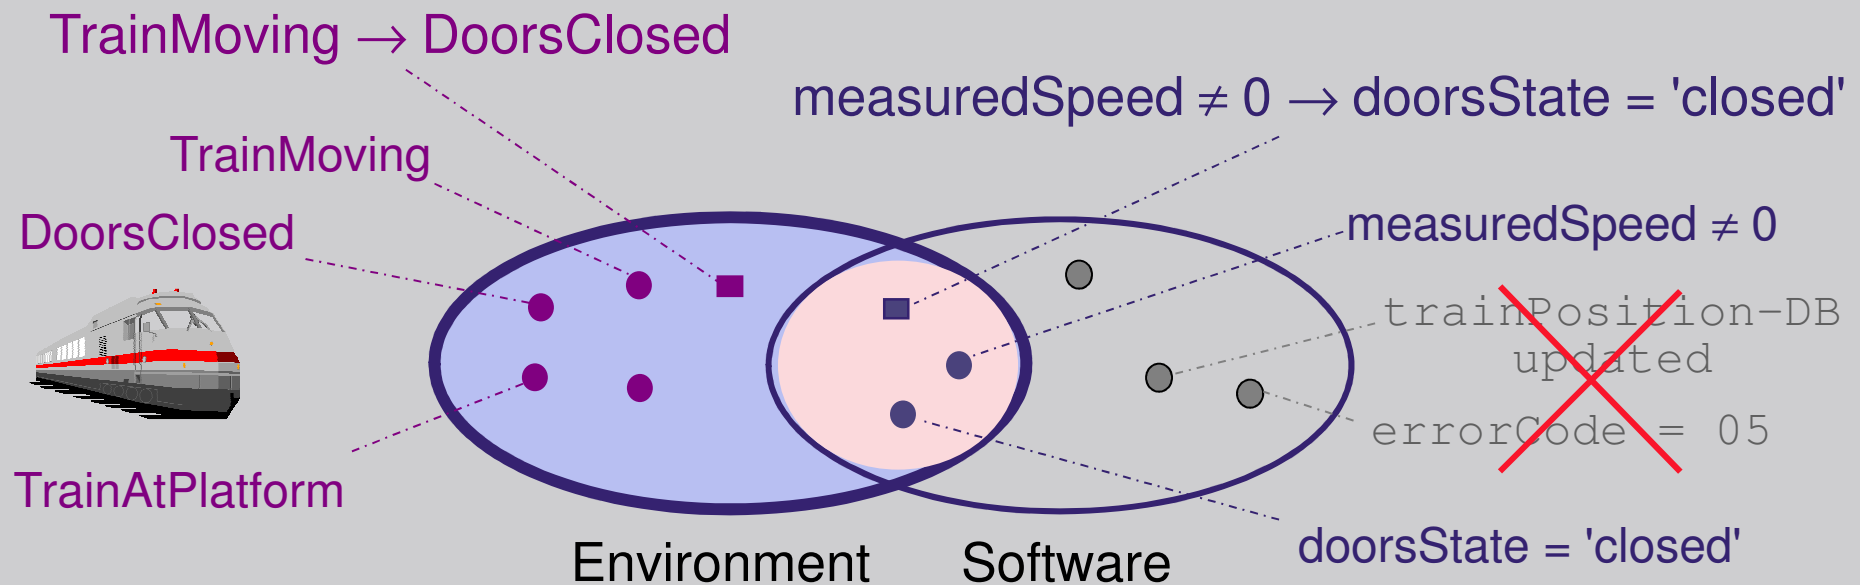 TrainMoving → DoorsClosed
measuredSpeed ≠ 0 → doorsState = 'closed'
TrainMoving
DoorsClosed
measuredSpeed ≠ 0
trainPosition-DB
updated
errorCode = 05
TrainAtPlatform
doorsState = 'closed'
Environment
Software